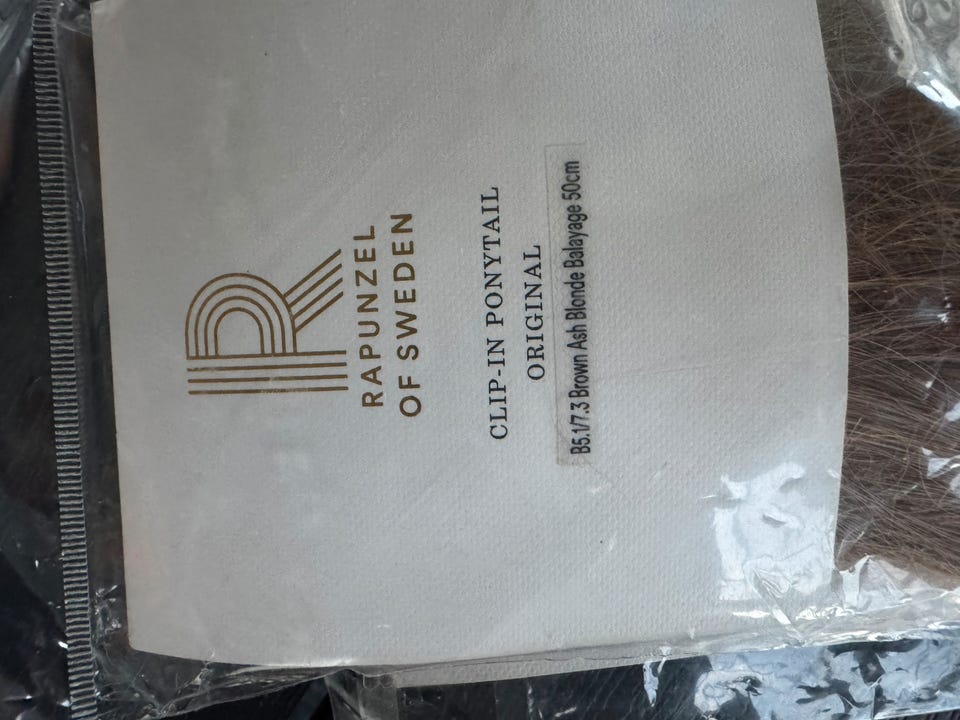 RAPUNZEL
OF SWEDEN
CLIP-IN PONYTAIL
ORIGINAL
B5.1/7.3 Brown Ash Blonde Balayage 50cm